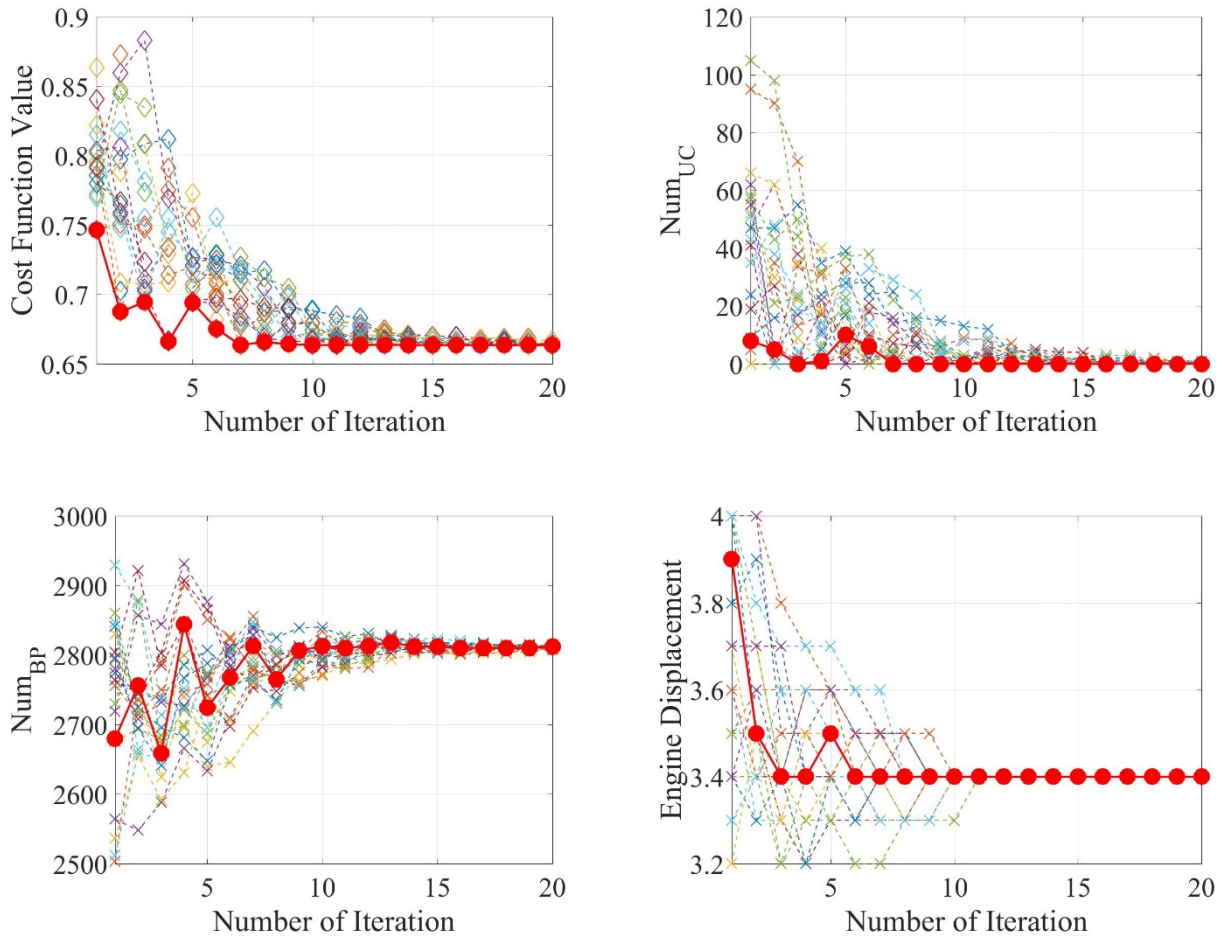 0.9
0.85
0.8
0.75
0.7
0.65
Cost Function Value
5 10 15 20
Number of Iteration
120
100
80
60
40
20
0
Num_UC
5 10 15 20
Number of Iteration
3000
2900
2800
2700
2600
2500
Num_BP
5 10 15 20
Number of Iteration
4
3.8
3.6
3.4
3.2
Engine Displacement
5 10 15 20
Number of Iteration